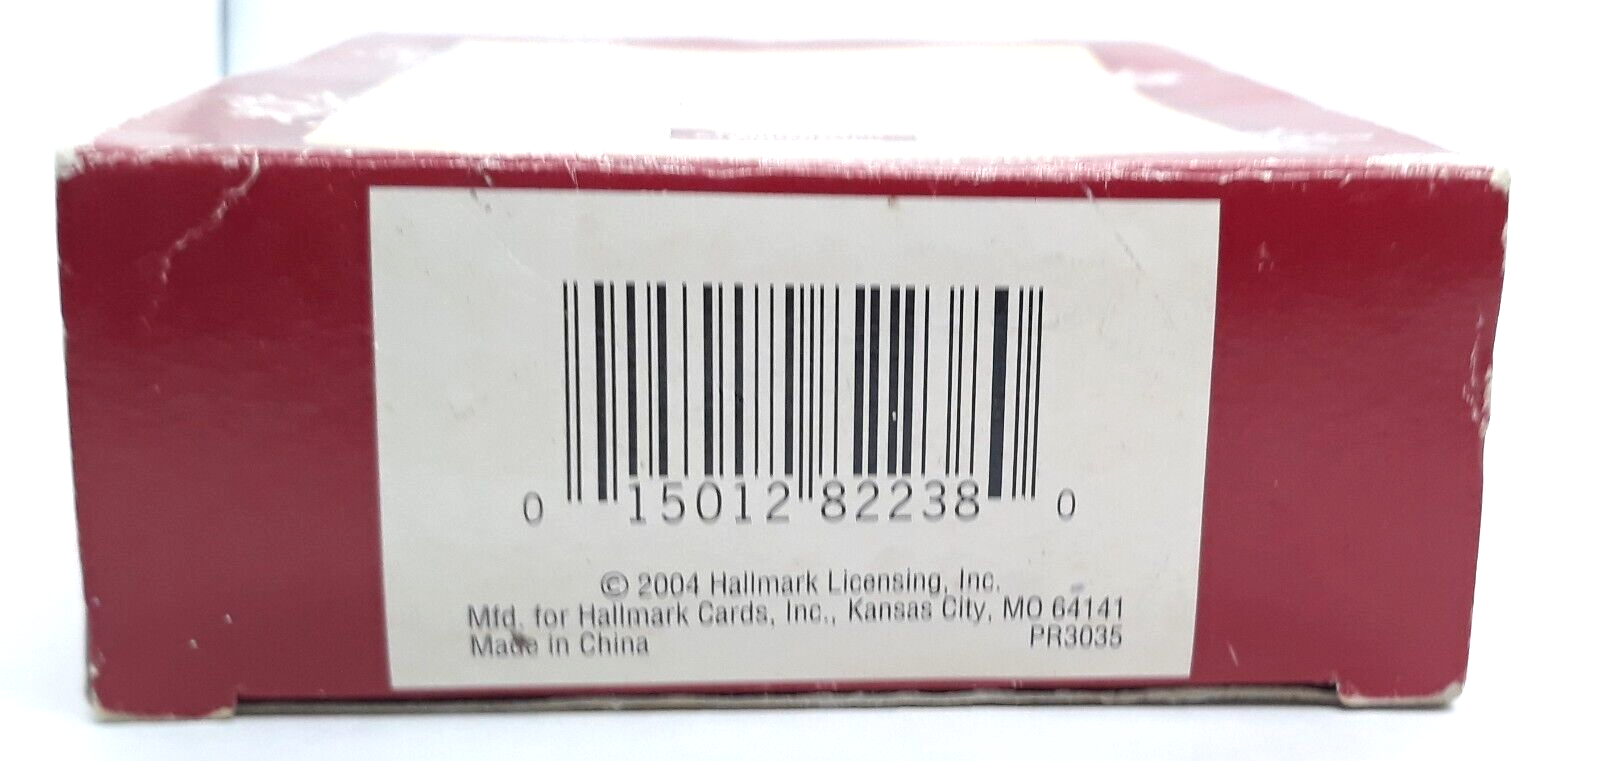 0 15012 82238 0
© 2004 Hallmark Licensing, Inc.
Mfd. for Hallmark Cards, Inc., Kansas City, MO 64141
Made in China PR3035